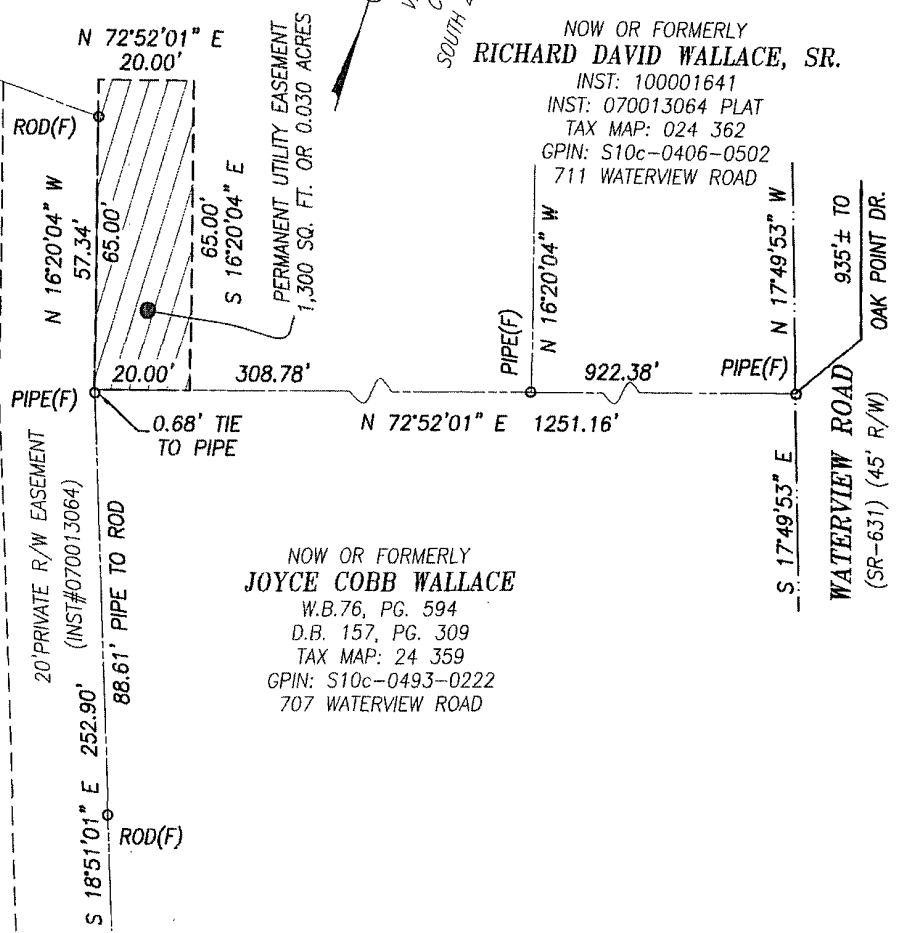 N 72°52'01" E
20.00'
ROD(F)
N 16°20'04" W
57.34'
65.00'
65.00'
S 16°20'04" E
PERMANENT UTILITY EASEMENT
1,300 SQ. FT. OR 0.030 ACRES
SOUTH
NOW OR FORMERLY
RICHARD DAVID WALLACE, SR.
INST: 100001641
INST: 070013064 PLAT
TAX MAP: 024 362
GPIN: S10c-0406-0502
711 WATERVIEW ROAD
PIPE(F)
N 16°20'04" W
N 17°49'53" W
935'± TO
OAK POINT DR.
20.00'
308.78'
922.38'
PIPE(F)
PIPE(F)
0.68' TIE
TO PIPE
N 72°52'01" E 1251.16'
S 17°49'53" E
WATERVIEW ROAD
(SR-631) (45' R/W)
20'PRIVATE R/W EASEMENT
(INST#070013064)
88.61' PIPE TO ROD
S 18°51'01" E 252.90'
ROD(F)
NOW OR FORMERLY
JOYCE COBB WALLACE
W.B.76, PG. 594
D.B. 157, PG. 309
TAX MAP: 24 359
GPIN: S10c-0493-0222
707 WATERVIEW ROAD